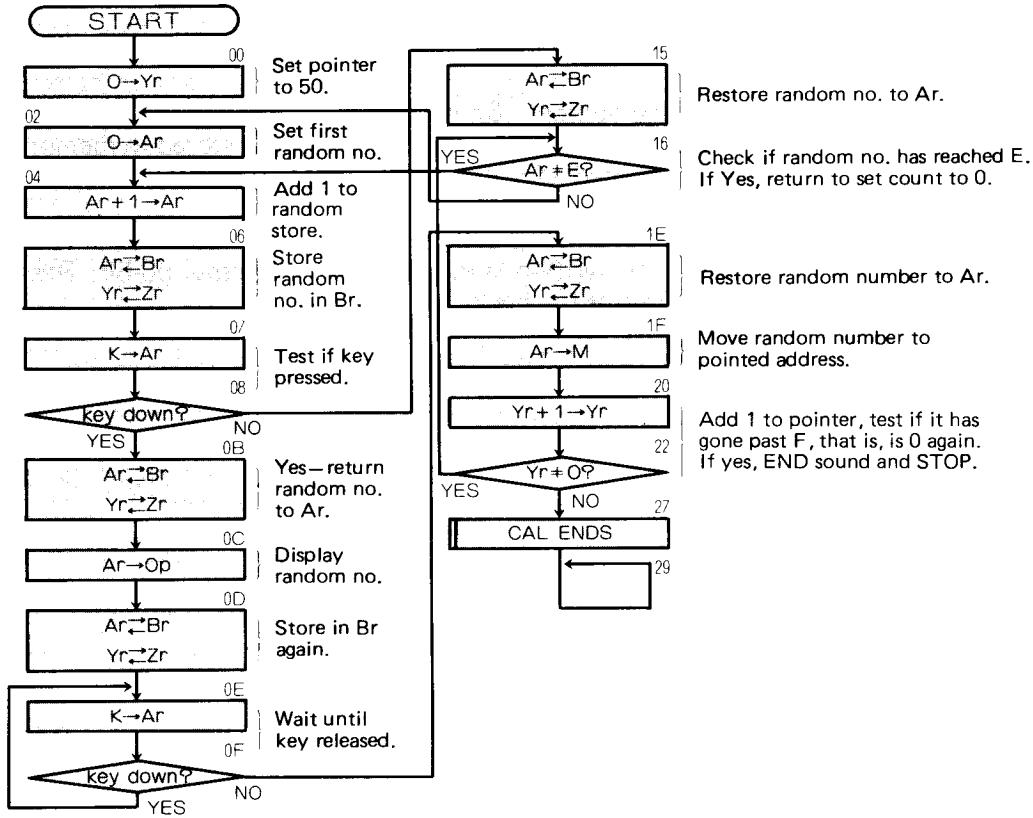 START
00
O→Yr
Set pointer
to 50.
02
O→Ar
Set first
random no.
04
Ar + 1→Ar
Add 1 to
random
store.
06
Ar⇄Br
Yr⇄Zr
Store
random
no. in Br.
07
K→Ar
Test if key
pressed.
08
key down?
NO
YES
0B
Ar⇄Br
Yr⇄Zr
Yes—return
random no.
to Ar.
0C
Ar→Op
Display
random no.
0D
Ar⇄Br
Yr⇄Zr
Store in Br
again.
0E
K→Ar
Wait until
key released.
0F
key down?
NO
YES
15
Ar⇄Br
Yr⇄Zr
Restore random no. to Ar.
16
YES
Ar ≠ E?
NO
Check if random no. has reached E.
If Yes, return to set count to 0.
1E
Ar⇄Br
Yr⇄Zr
Restore random number to Ar.
1F
Ar→M
Move random number to
pointed address.
20
Yr + 1→Yr
22
Yr ≠ O?
YES
NO
Add 1 to pointer, test if it has
gone past F, that is, is 0 again.
If yes, END sound and STOP.
27
CAL ENDS
29